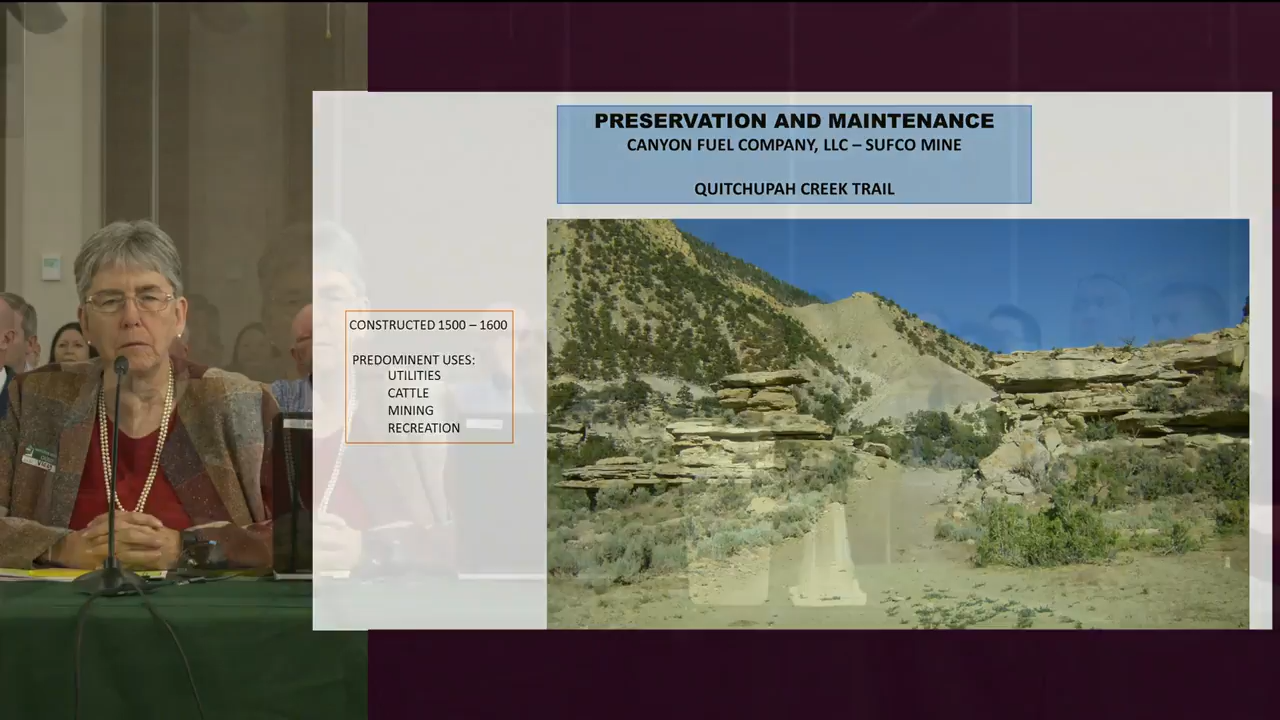 PRESERVATION AND MAINTENANCE
CANYON FUEL COMPANY, LLC – SUFCO MINE
QUITCHUPAH CREEK TRAIL
CONSTRUCTED 1500 – 1600
PREDOMINENT USES:
UTILITIES
CATTLE
MINING
RECREATION